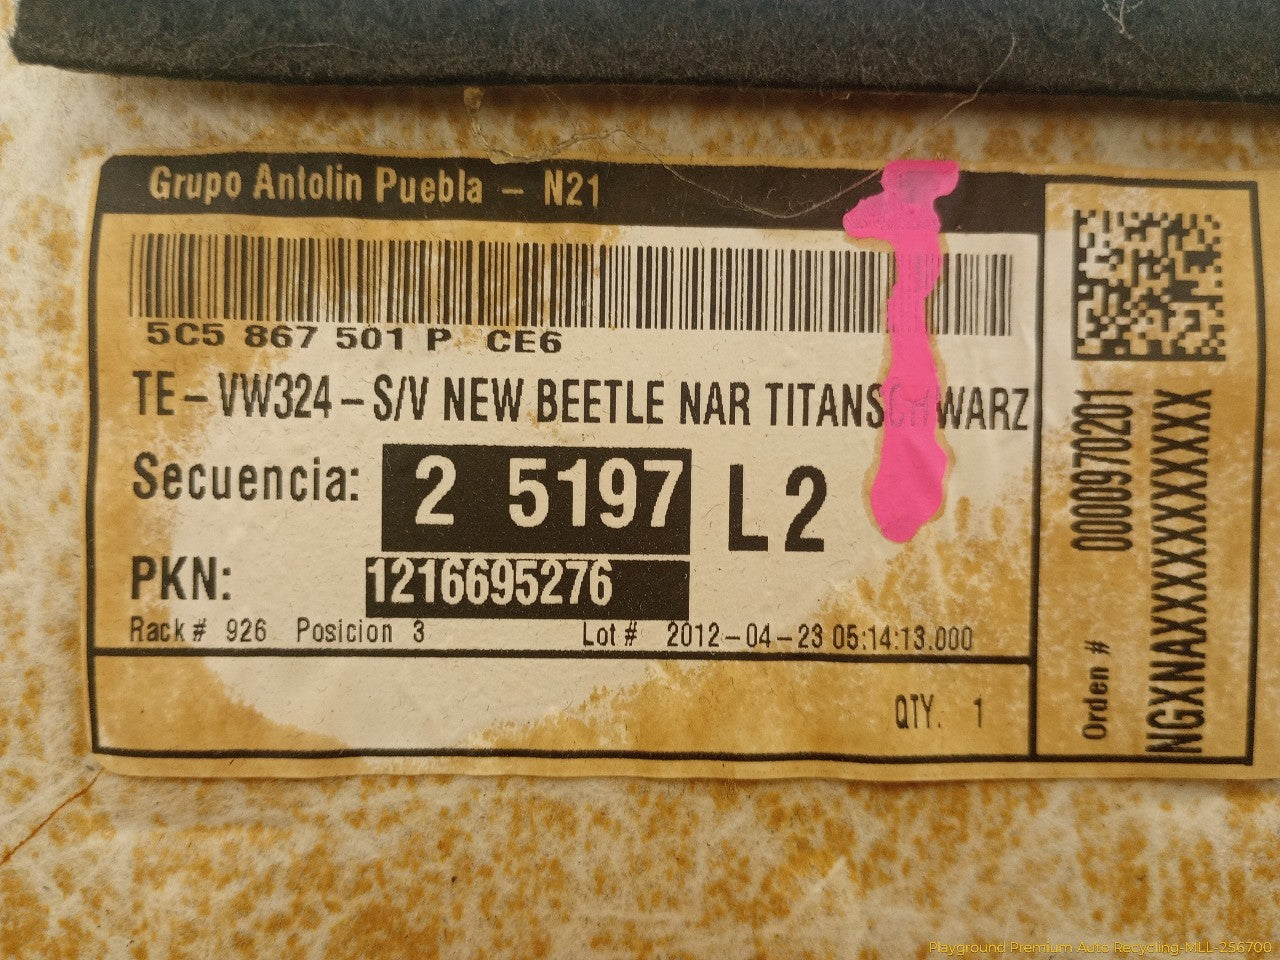 Grupo Antolin Puebla - N21
5C5 867 501 P CE6
TE-VW324-S/V NEW BEETLE NAR TITANSCHWARZ
Secuencia: 2 5197 L2
PKN: 1216695276
Rack# 926 Posicion 3 Lot# 2012-04-23 05:14:13.000
QTY. 1
Orden # 0000970201
NGXNAXXXXXXXXXXX
Playground Premium Auto Recycling-MLL-256700